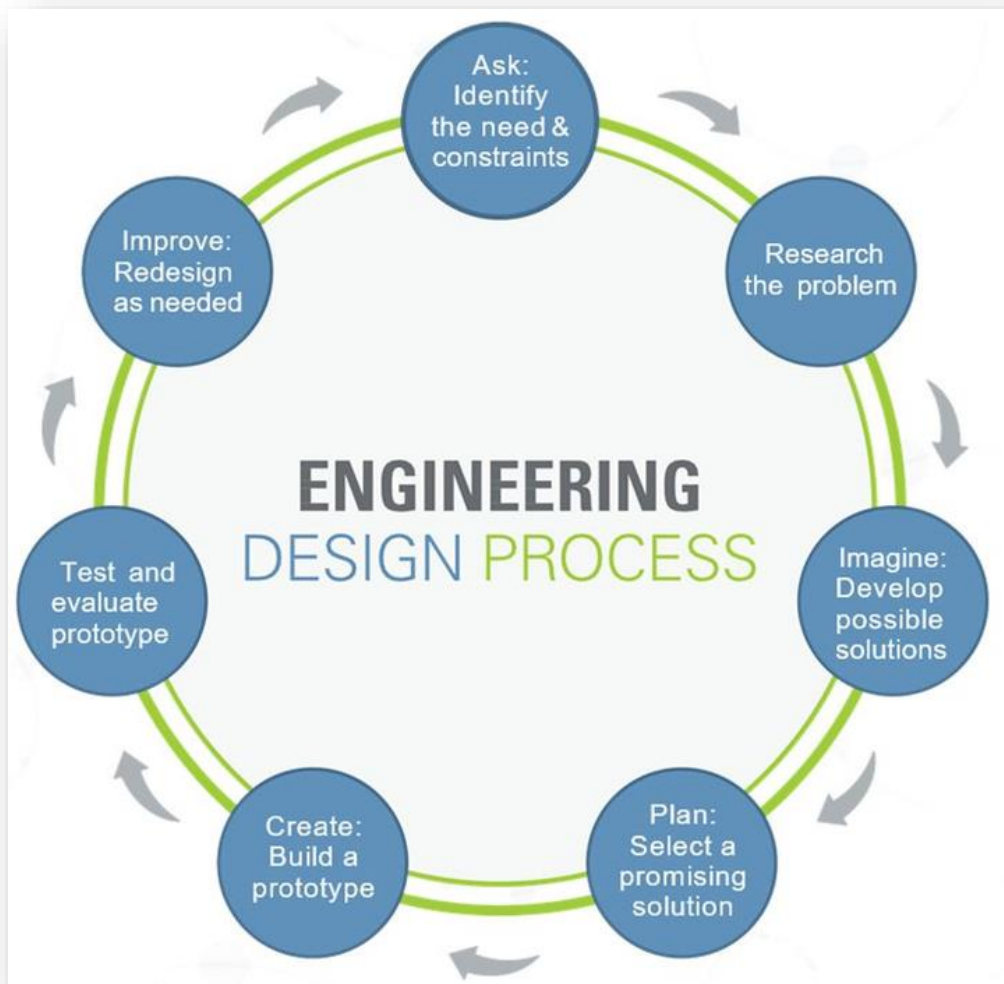 Ask:
Identify
the need &
constraints
Research
the problem
Imagine:
Develop
possible
solutions
Plan:
Select a
promising
solution
Create:
Build a
prototype
Test and
evaluate
prototype
Improve:
Redesign
as needed
ENGINEERING
DESIGN PROCESS